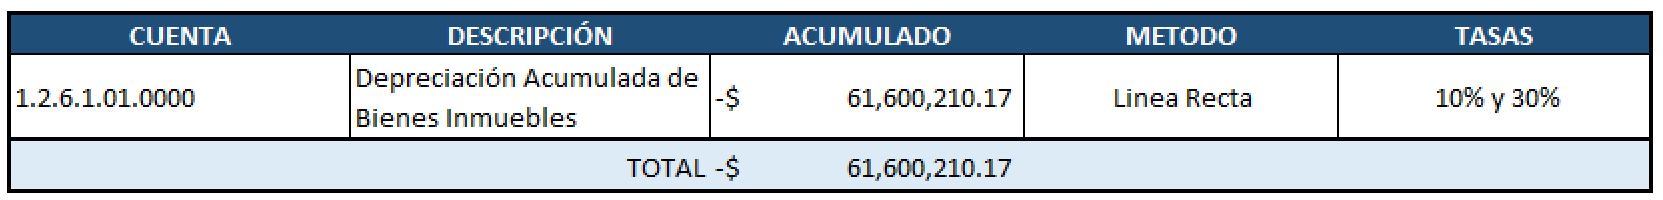 CUENTA DESCRIPCIÓN ACUMULADO METODO TASAS
1.2.6.1.01.0000 Depreciación Acumulada de Bienes Inmuebles -$ 61,600,210.17 Linea Recta 10% y 30%
TOTAL -$ 61,600,210.17